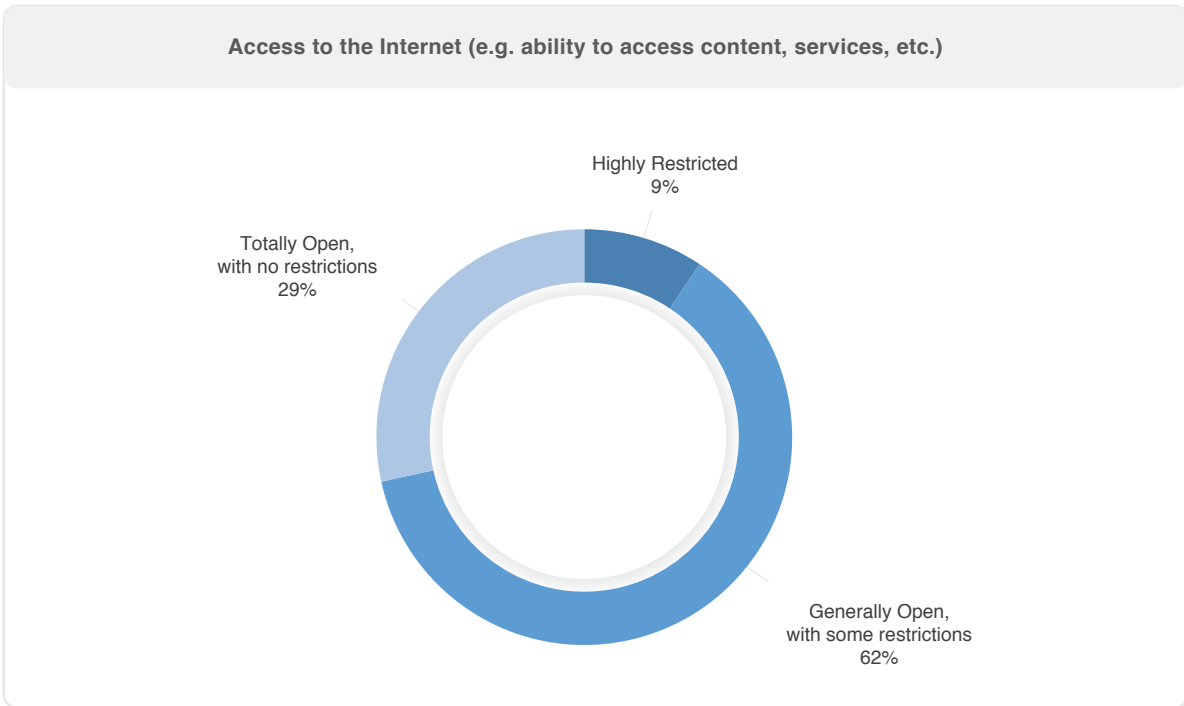 Access to the Internet (e.g. ability to access content, services, etc.)
Highly Restricted
9%
Totally Open,
with no restrictions
29%
Generally Open,
with some restrictions
62%